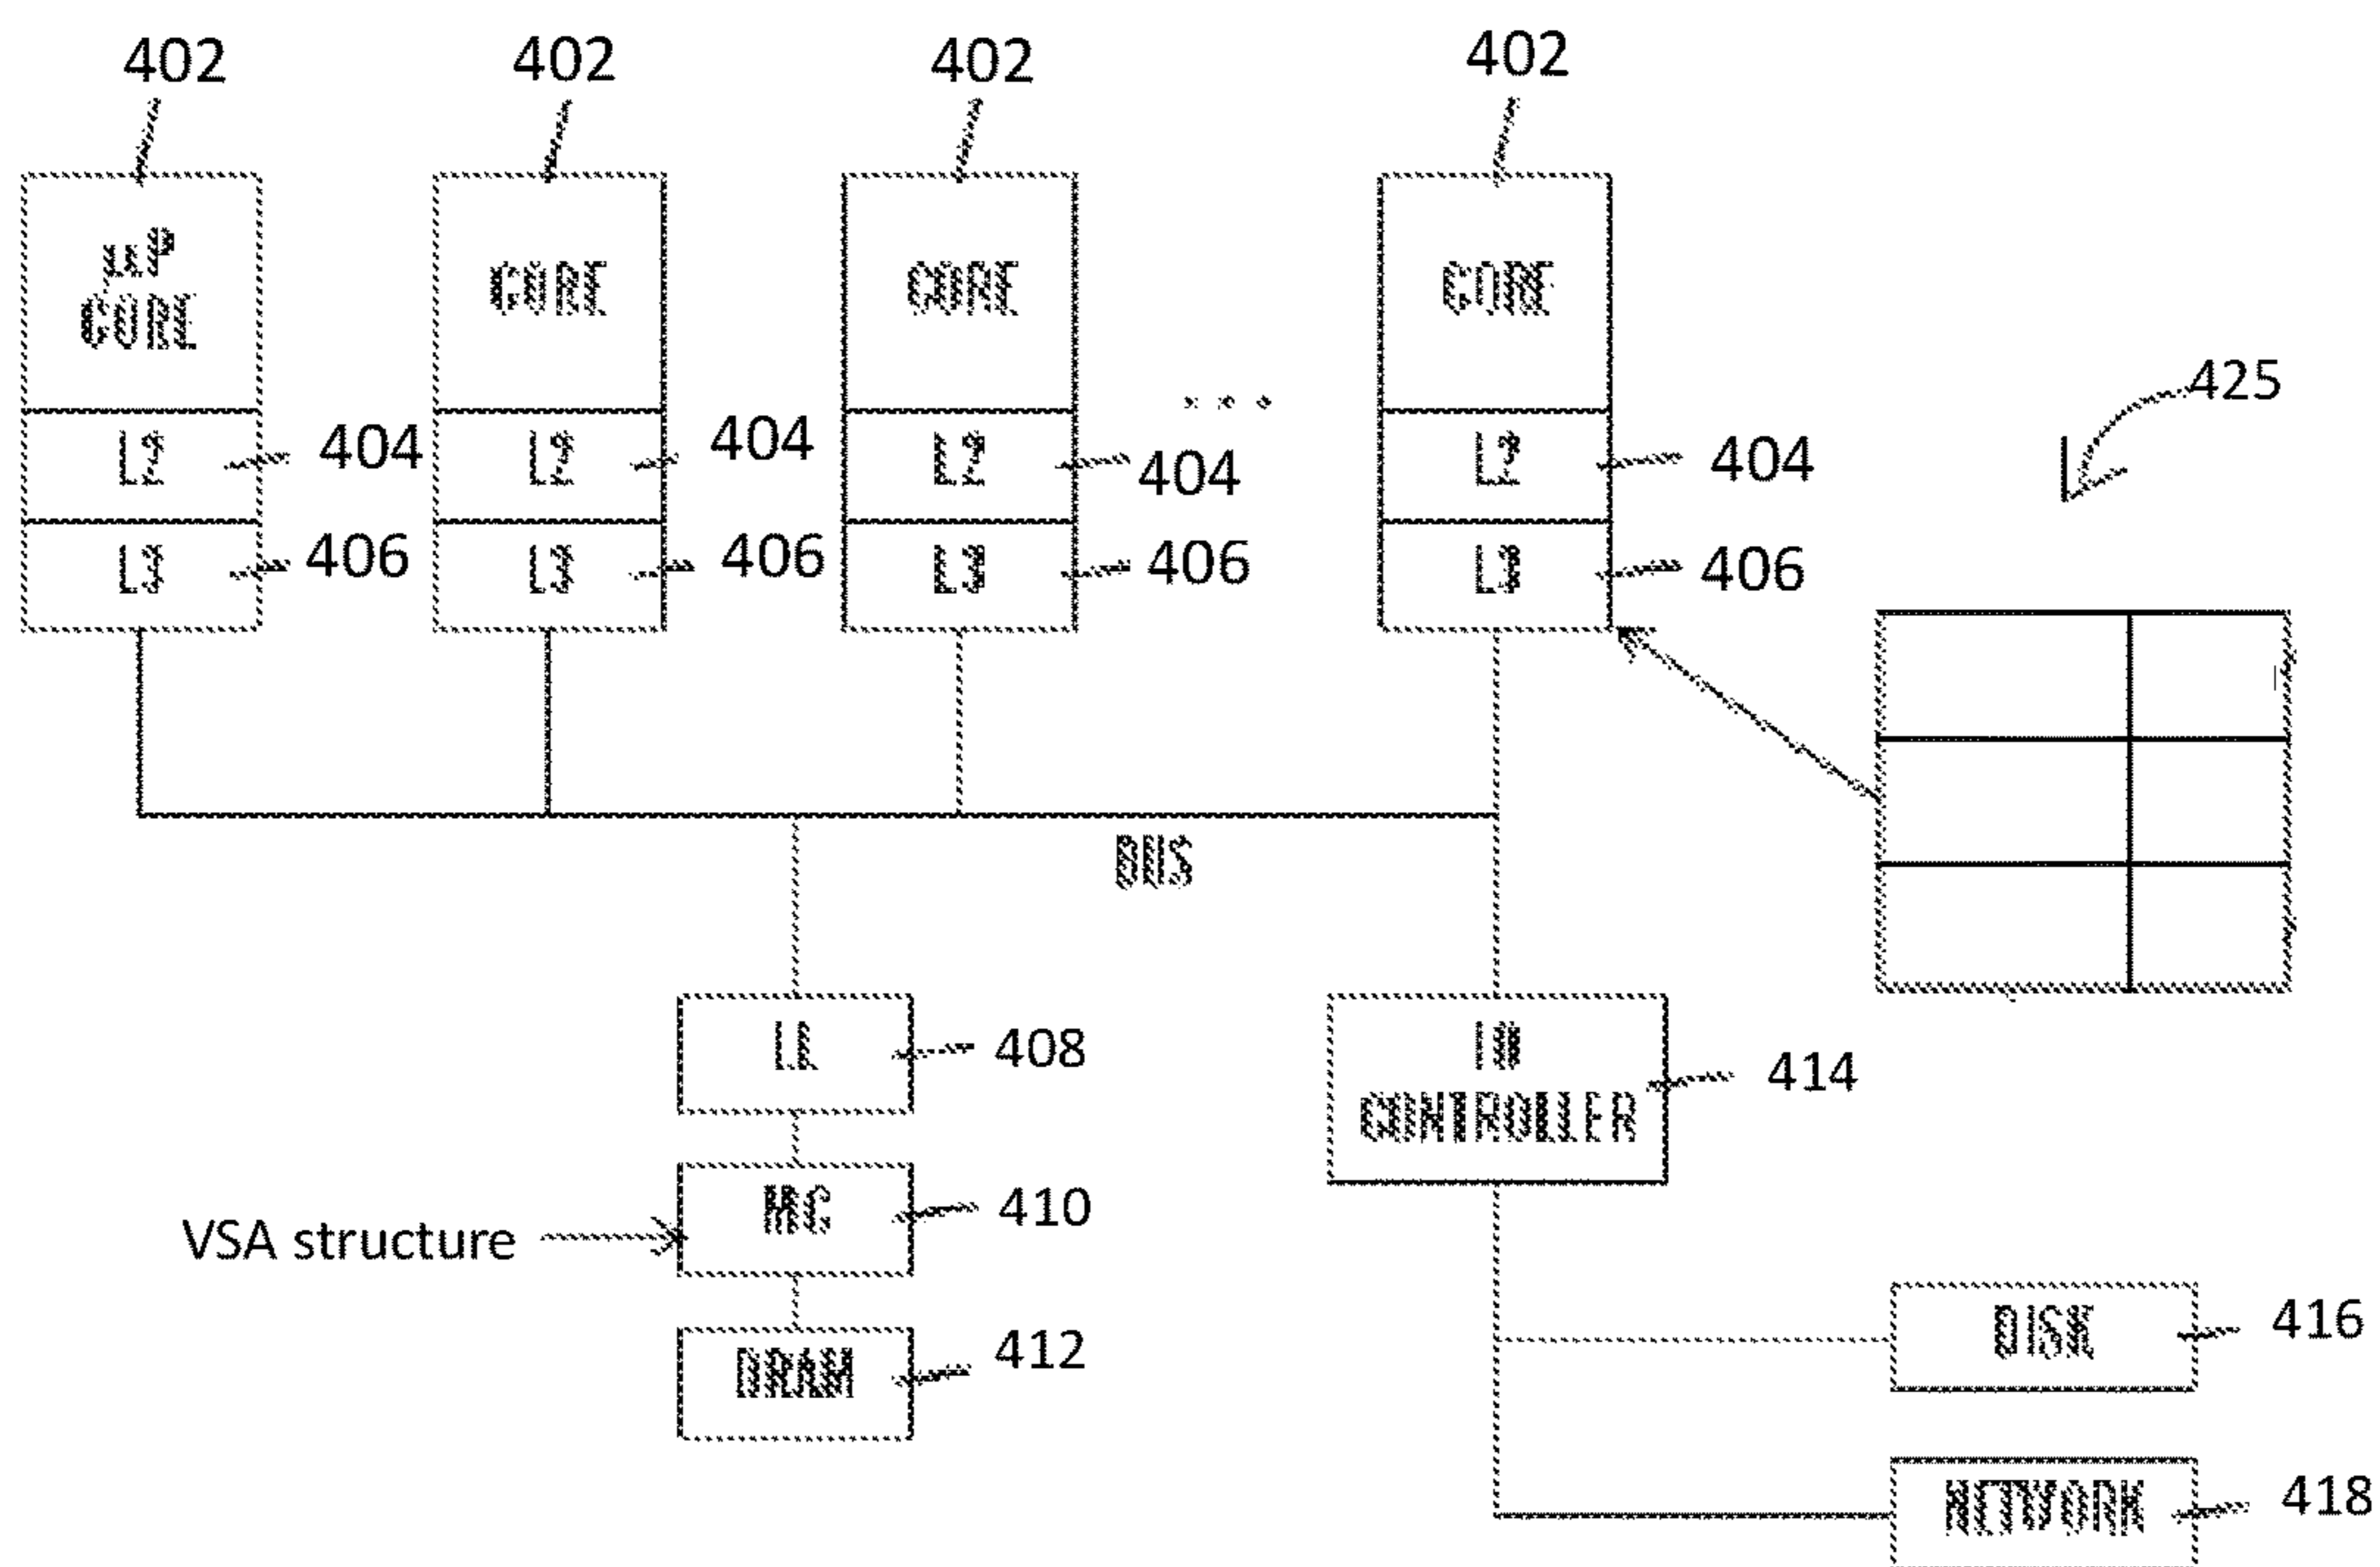 402 402 402 402
µP
CORE CORE CORE CORE
425
L2 404 L2 404 L2 404 L2 404
L3 406 L3 406 L3 406 L3 406
. . .
BUS
408
414
CONTROLLER
MC 410
VSA structure
DRAM 412
DISK 416
NETWORK 418